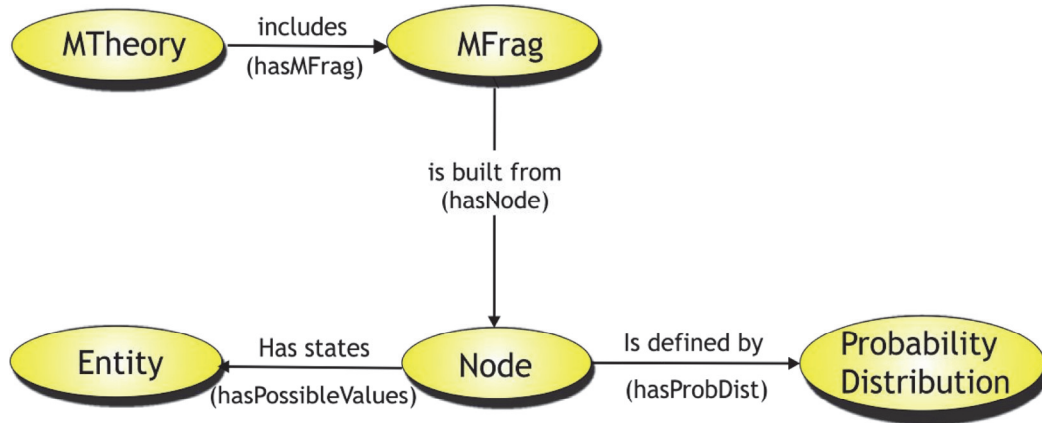 MTheory
includes
(hasMFrag)
MFrag
is built from
(hasNode)
Entity
Has states
(hasPossibleValues)
Node
Is defined by
(hasProbDist)
Probability
Distribution